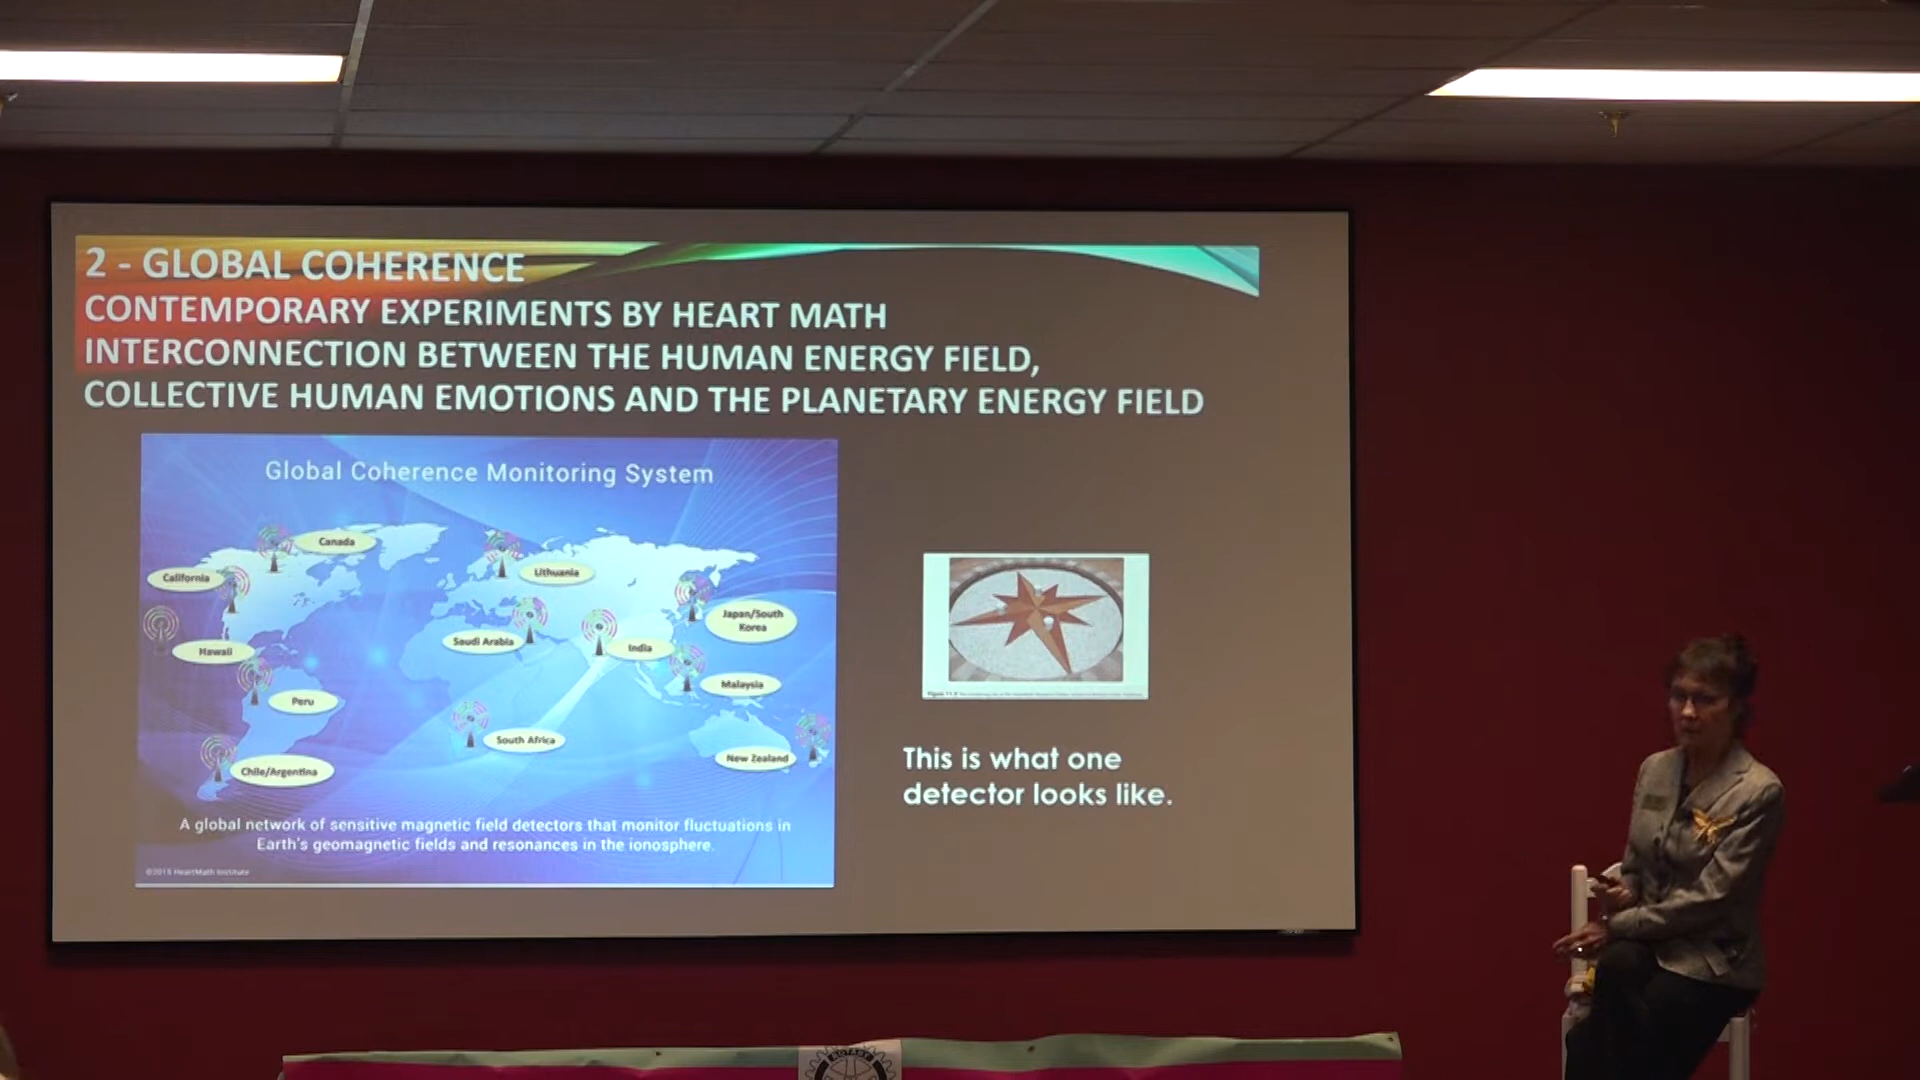 2 - GLOBAL COHERENCE
CONTEMPORARY EXPERIMENTS BY HEART MATH
INTERCONNECTION BETWEEN THE HUMAN ENERGY FIELD,
COLLECTIVE HUMAN EMOTIONS AND THE PLANETARY ENERGY FIELD
Global Coherence Monitoring System
Canada
California
Lithuania
Japan/South
Korea
Saudi Arabia
Hawaii
India
Malaysia
Peru
South Africa
New Zealand
Chile/Argentina
A global network of sensitive magnetic field detectors that monitor fluctuations in
Earth's geomagnetic fields and resonances in the ionosphere.
HeartMath Institute
This is what one
detector looks like.
ROTARY